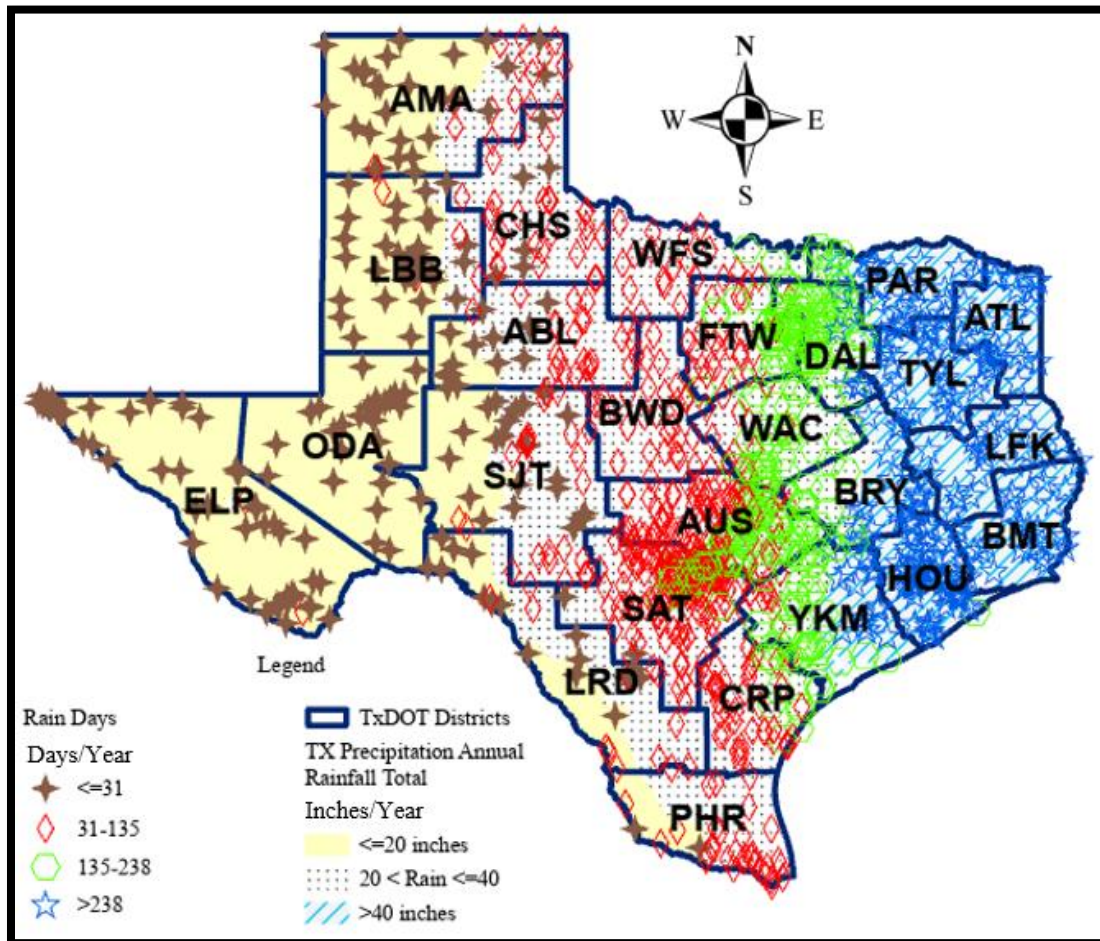 N
W E
S
AMA
CHS
WFS
LBB
PAR
ATL
ABL
FTW
DAL
TYL
BWD
WAC
ODA
SJT
LFK
ELP
BRY
AUS
BMT
HOU
SAT
YKM
LRD
CRP
PHR
Legend
Rain Days
Days/Year
<=31
31-135
135-238
>238
TxDOT Districts
TX Precipitation Annual
Rainfall Total
Inches/Year
<=20 inches
20 < Rain <=40
>40 inches